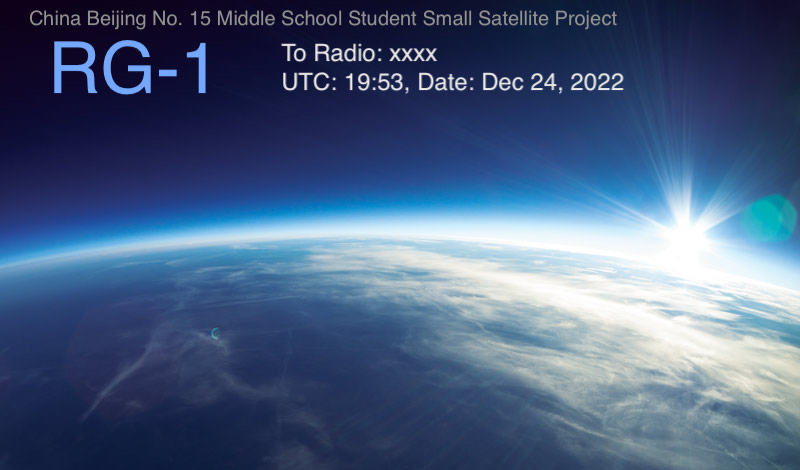 China Beijing No. 15 Middle School Student Small Satellite Project
RG-1
To Radio: xxxx
UTC: 19:53, Date: Dec 24, 2022